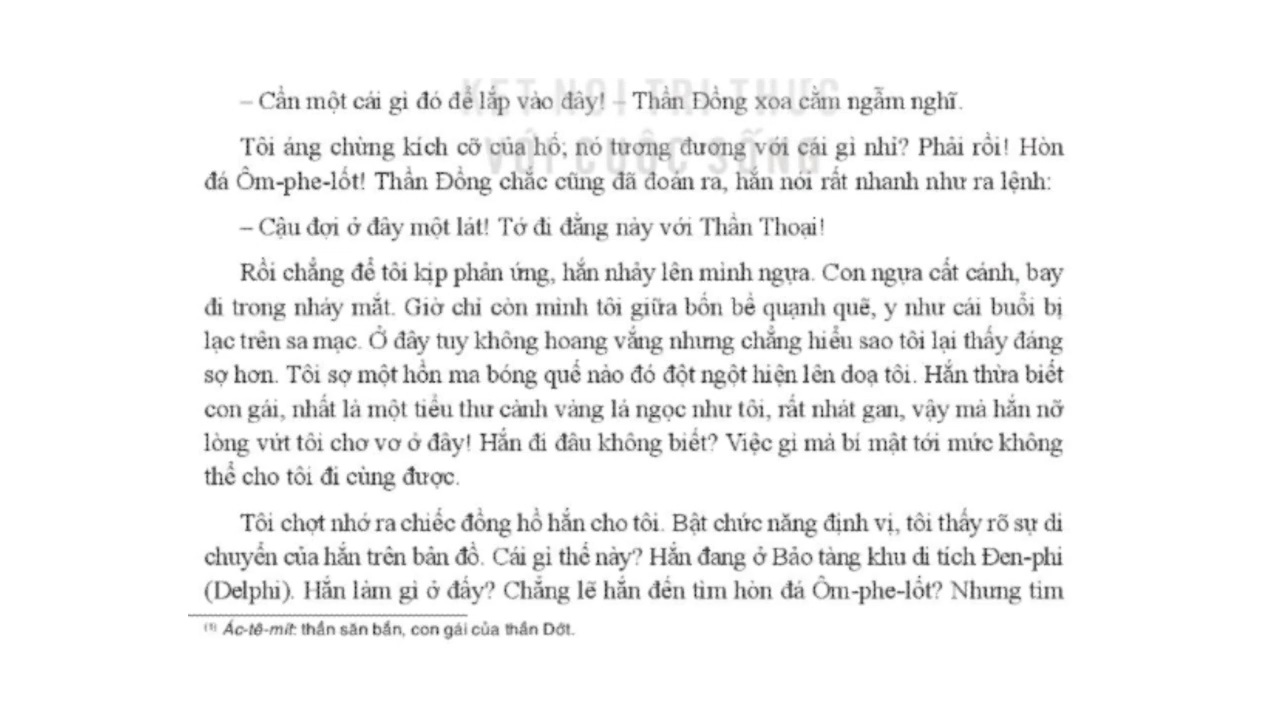 KẾT NỐI TRI THỨC
VỚI CUỘC SỐNG
– Cần một cái gì đó để lắp vào đây! – Thần Đồng xoa cằm ngẫm nghĩ.
Tôi áng chừng kích cỡ của hố; nó tương đương với cái gì nhỉ? Phải rồi! Hòn
đá Ôm-phe-lốt! Thần Đồng chắc cũng đã đoán ra, hắn nói rất nhanh như ra lệnh:
– Cậu đợi ở đây một lát! Tớ đi đằng này với Thần Thoại!
Rồi chẳng để tôi kịp phản ứng, hắn nhảy lên mình ngựa. Con ngựa cất cánh, bay
đi trong nháy mắt. Giờ chỉ còn mình tôi giữa bốn bề quạnh quẽ, y như cái buổi bị
lạc trên sa mạc. Ở đây tuy không hoang vắng nhưng chẳng hiểu sao tôi lại thấy đáng
sợ hơn. Tôi sợ một hồn ma bóng quế nào đó đột ngột hiện lên doạ tôi. Hắn thừa biết
con gái, nhất là một tiểu thư cành vàng lá ngọc như tôi, rất nhát gan, vậy mà hắn nỡ
lòng vứt tôi chơ vơ ở đây! Hắn đi đâu không biết? Việc gì mà bí mật tới mức không
thể cho tôi đi cùng được.
Tôi chợt nhớ ra chiếc đồng hồ hắn cho tôi. Bật chức năng định vị, tôi thấy rõ sự di
chuyển của hắn trên bản đồ. Cái gì thế này? Hắn đang ở Bảo tàng khu di tích Đen-phi
(Delphi). Hắn làm gì ở đấy? Chẳng lẽ hắn đến tìm hòn đá Ôm-phe-lốt? Nhưng tìm
(1) Ác-tê-mít: thần săn bắn, con gái của thần Dớt.